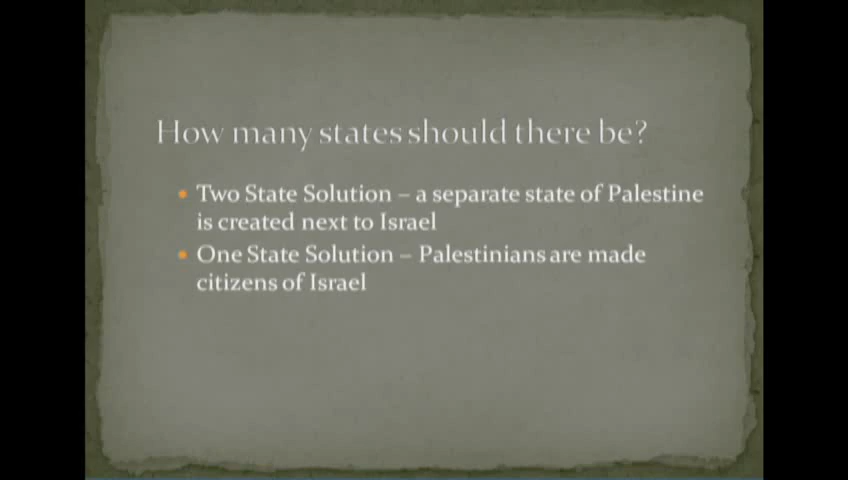 How many states should there be?
• Two State Solution – a separate state of Palestine
is created next to Israel
• One State Solution – Palestinians are made
citizens of Israel